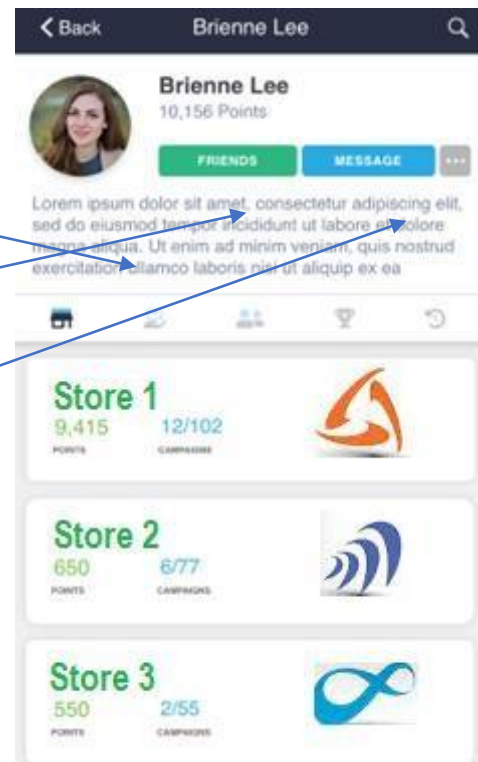 Back Brienne Lee
Brienne Lee
10,156 Points
FRIENDS MESSAGE
Lorem ipsum dolor sit amet, consectetur adipiscing elit,
sed do eiusmod tempor incididunt ut labore et dolore
magna aliqua. Ut enim ad minim veniam, quis nostrud
exercitation ullamco laboris nisi ut aliquip ex ea
Store 1
9,415 12/102
POINTS CAMPAIGNS
Store 2
650 6/77
POINTS CAMPAIGNS
Store 3
550 2/55
POINTS CAMPAIGNS